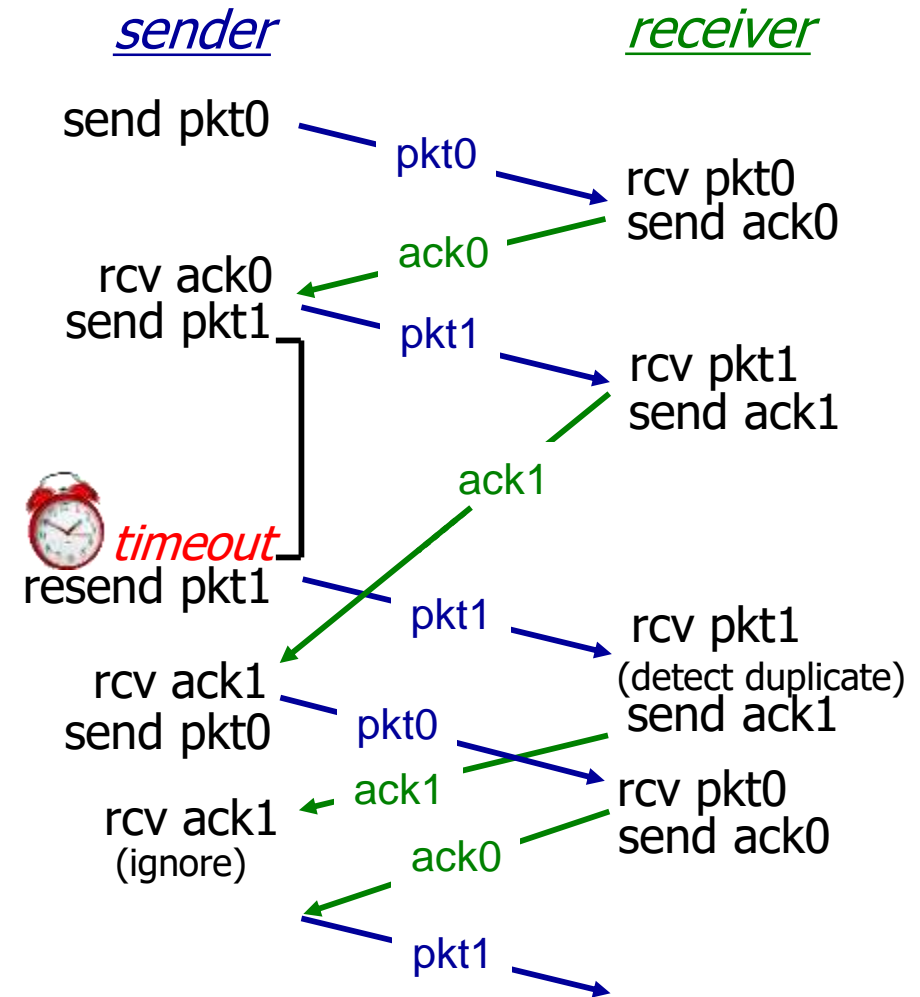 sender
receiver
send pkt0
pkt0
rcv pkt0
send ack0
ack0
rcv ack0
send pkt1
pkt1
rcv pkt1
send ack1
ack1
timeout
resend pkt1
pkt1
rcv pkt1
(detect duplicate)
send ack1
rcv ack1
send pkt0
pkt0
ack1
rcv pkt0
send ack0
rcv ack1
(ignore)
ack0
pkt1